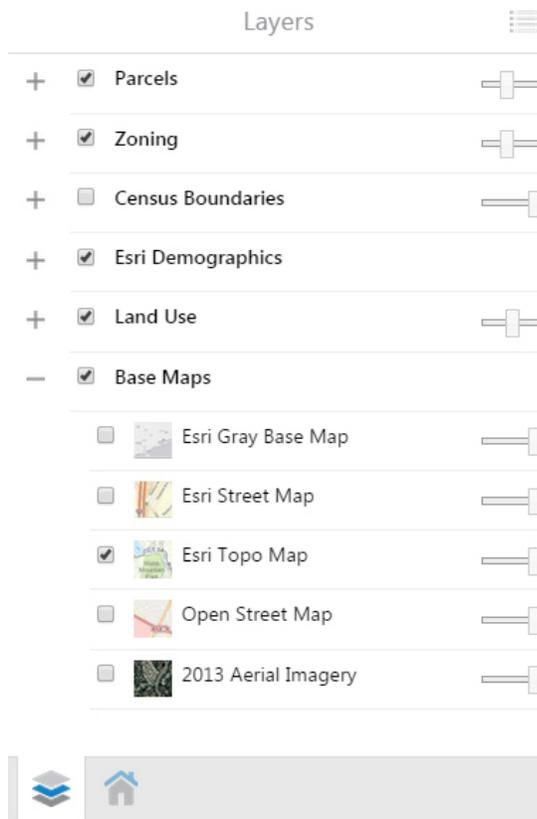 Layers
Parcels
Zoning
Census Boundaries
Esri Demographics
Land Use
Base Maps
Esri Gray Base Map
Esri Street Map
Esri Topo Map
Open Street Map
2013 Aerial Imagery